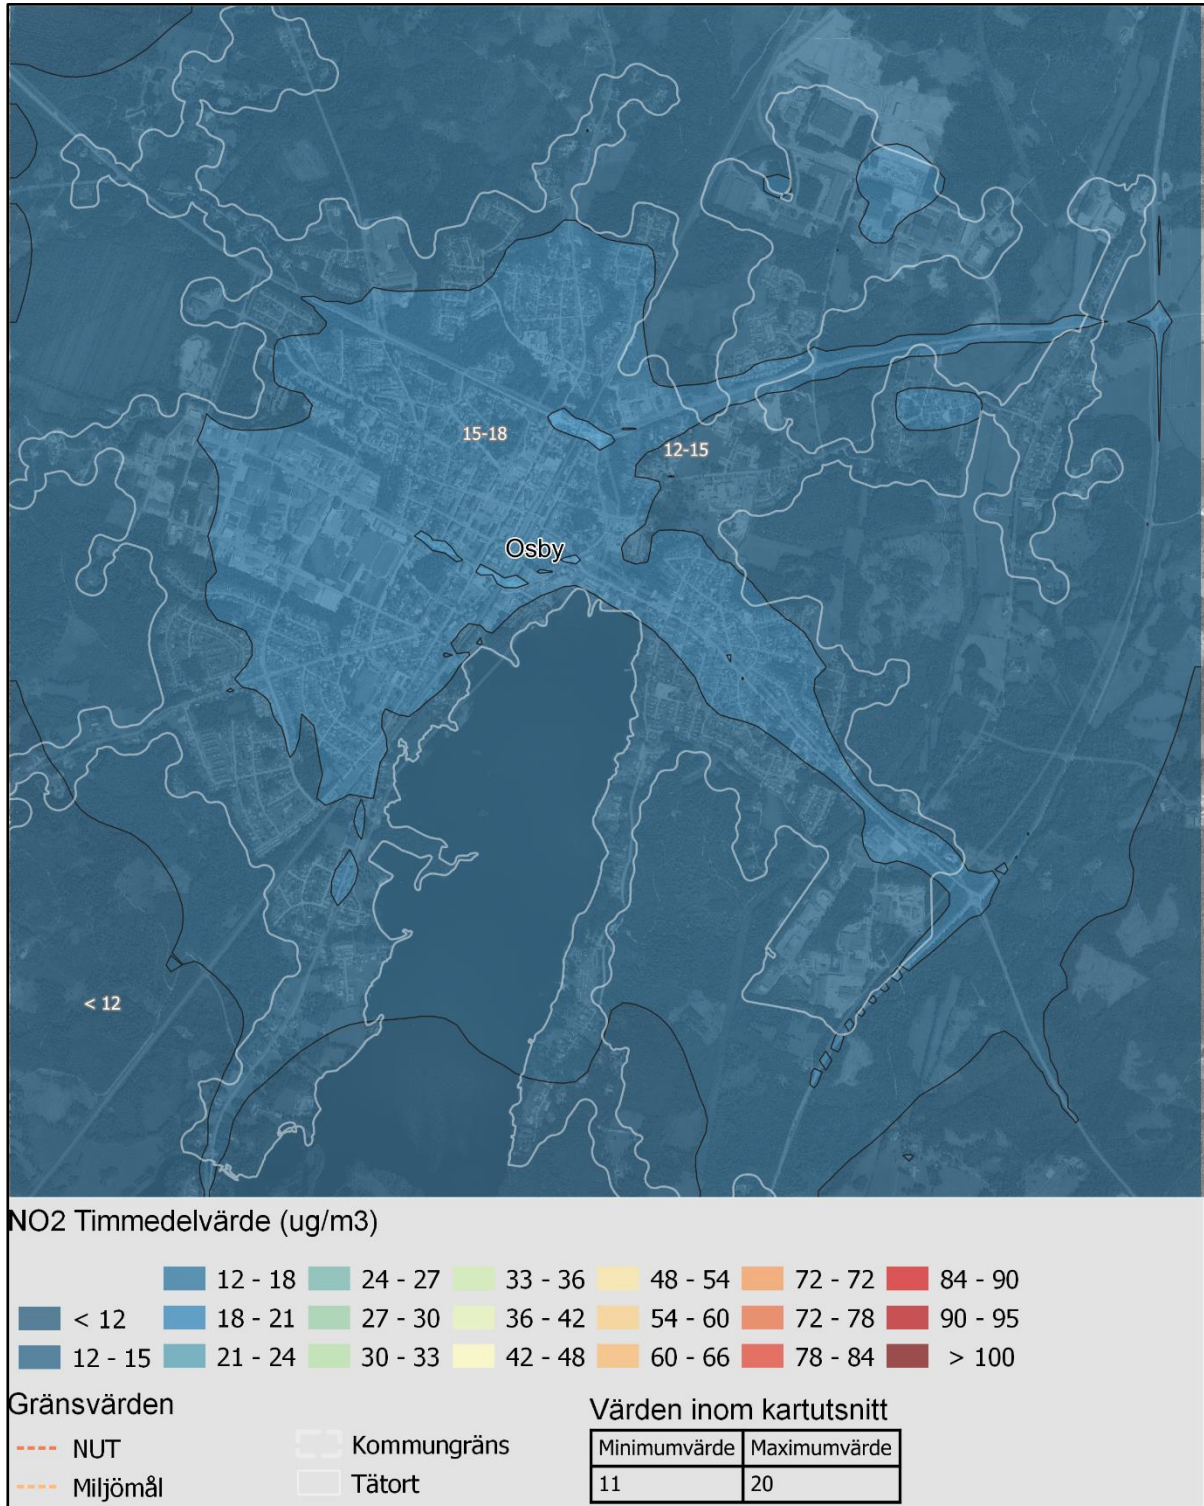 15-18
12-15
Osby
< 12
NO2 Timmedelvärde (ug/m3)
12 - 18 24 - 27 33 - 36 48 - 54 72 - 72 84 - 90
< 12 18 - 21 27 - 30 36 - 42 54 - 60 72 - 78 90 - 95
12 - 15 21 - 24 30 - 33 42 - 48 60 - 66 78 - 84 > 100
Gränsvärden
NUT
Miljömål
Kommungräns
Tätort
Värden inom kartutsnitt
Minimumvärde Maximumvärde
11 20